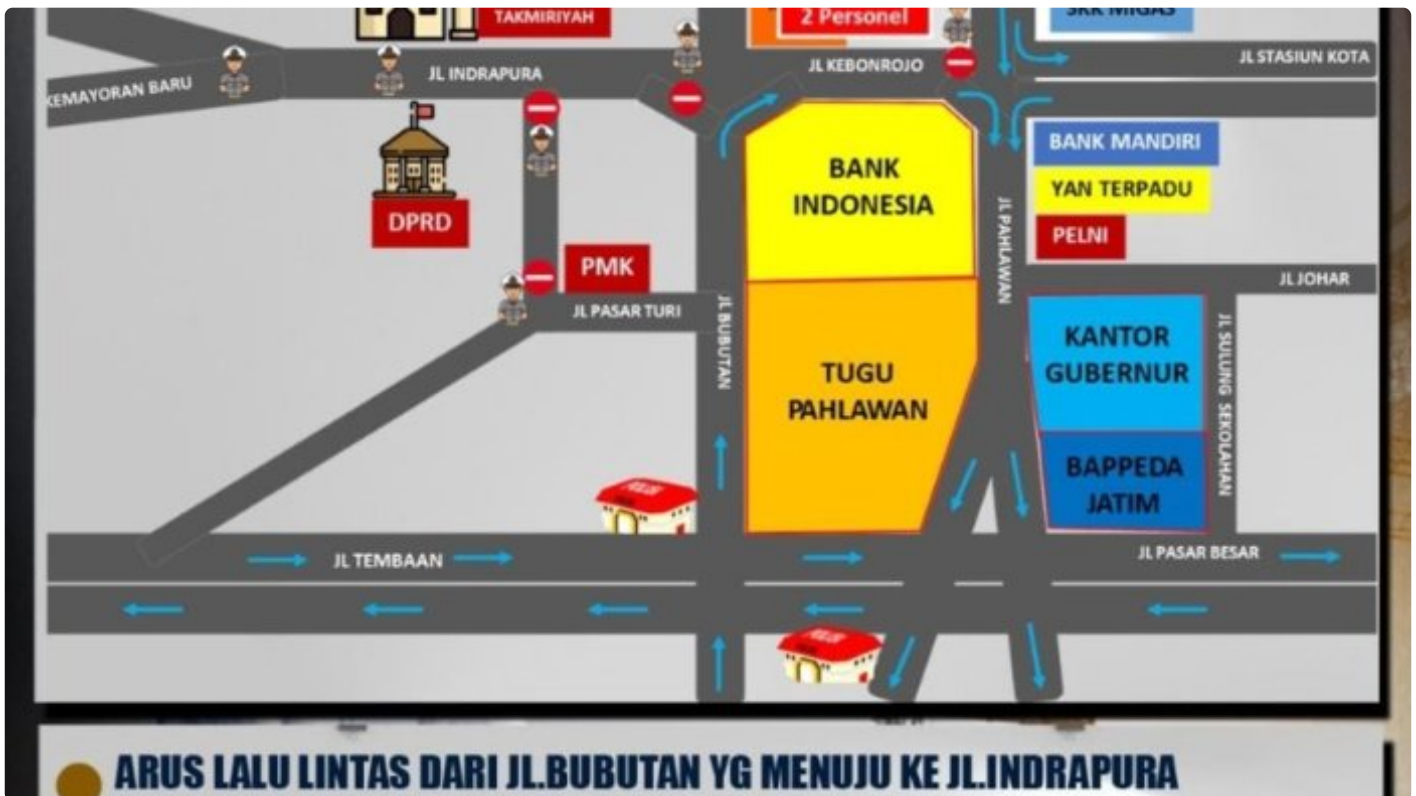 TAKMIRIYAH
2 Personel
SKK MIGAS
JL STASIUN KOTA
JL KEBONROJO
JL INDRAPURA
KEMAYORAN BARU
BANK MANDIRI
BANK
INDONESIA
YAN TERPADU
DPRD
JL PAHLAWAN
PELNI
PMK
JL JOHAR
JL PASAR TURI
JL BUBUTAN
KANTOR
GUBERNUR
JL SULUNG SEKOLAHAN
TUGU
PAHLAWAN
BAPPEDA
JATIM
POLISI
JL TEMBAAN
JL PASAR BESAR
POLISI
ARUS LALU LINTAS DARI JL.BUBUTAN YG MENUJU KE JL.INDRAPURA